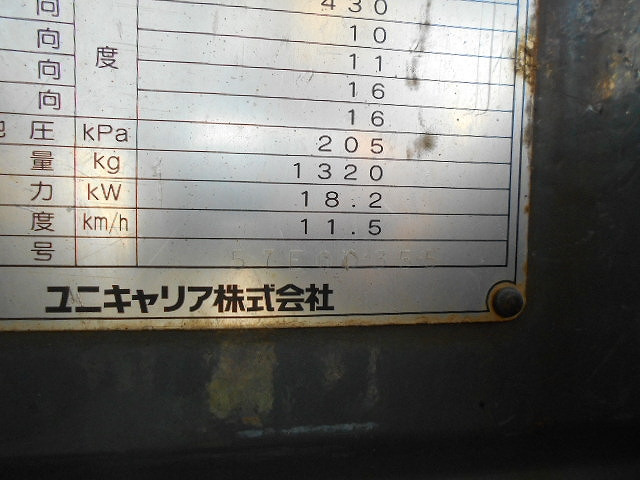 向 430
向 10
度
向 11
向 16
16
圧 kPa 205
量 kg 1320
力 kW 18.2
度 km/h 11.5
号
ユニキャリア株式会社